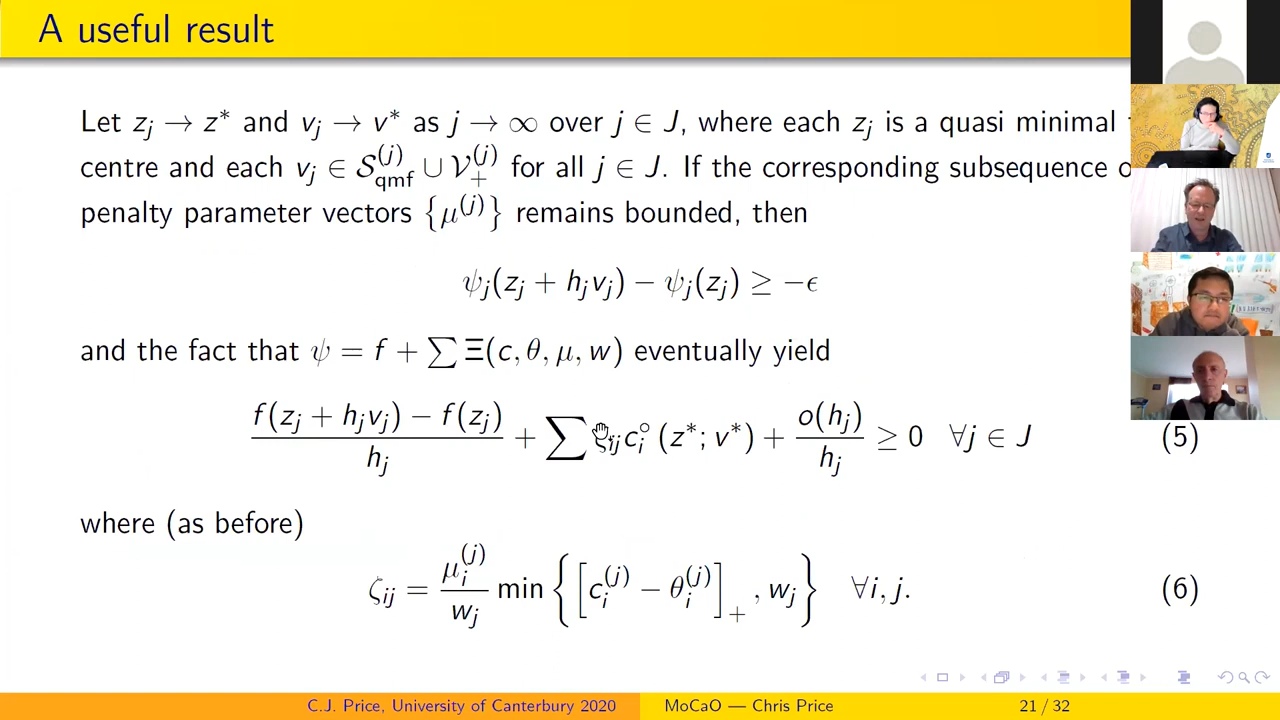 A useful result
Let z_j → z* and v_j → v* as j → ∞ over j ∈ J, where each z_j is a quasi minimal
centre and each v_j ∈ S_qmf^(j) ∪ V_+^(j) for all j ∈ J. If the corresponding subsequence
penalty parameter vectors {μ^(j)} remains bounded, then
ψ_j(z_j + h_j v_j) − ψ_j(z_j) ≥ −ϵ
and the fact that ψ = f + ∑ Ξ(c, θ, μ, w) eventually yield
(f(z_j + h_j v_j) − f(z_j)) / h_j + ∑ ζ_ij c_i°(z*; v*) + o(h_j) / h_j ≥ 0 ∀j ∈ J (5)
where (as before)
ζ_ij = μ_i^(j) / w_j min { [c_i^(j) − θ_i^(j)]_+ , w_j } ∀i, j. (6)
C.J. Price, University of Canterbury 2020 MoCaO — Chris Price 21 / 32